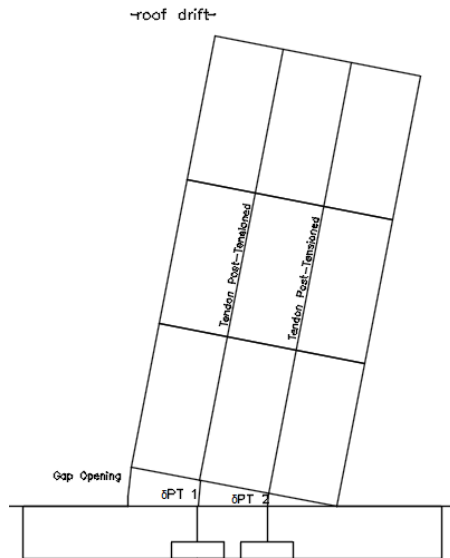 roof drift
Tendon Post-Tensioned
Tendon Post-Tensioned
Gap Opening
δPT 1
δPT 2